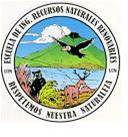 ESCUELA DE ING. RECURSOS NATURALES RENOVABLES
RESPETEMOS NUESTRA NATURALEZA